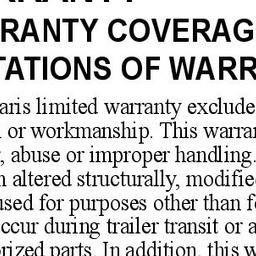 RANTY COVERAG
TATIONS OF WARR
aris limited warranty exclude
or workmanship. This warran
, abuse or improper handling.
altered structurally, modifie
used for purposes other than f
ccur during trailer transit or a
orized parts. In addition, this w